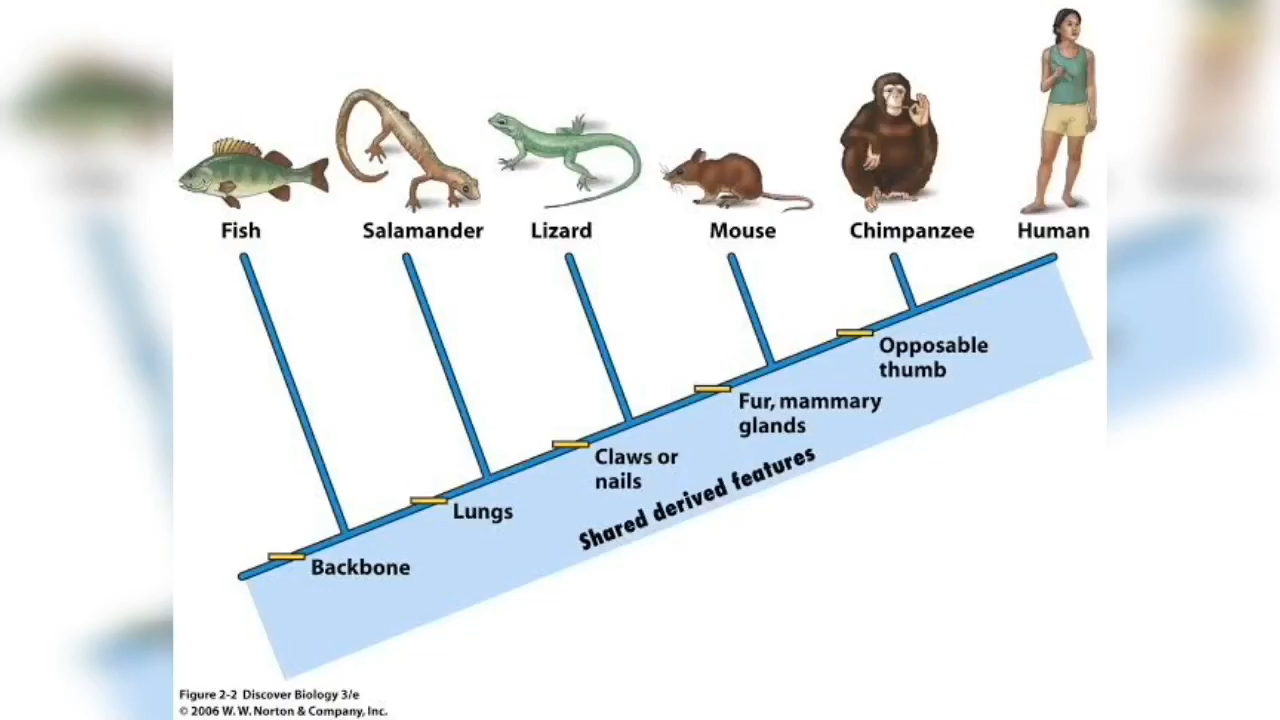 Fish
Salamander
Lizard
Mouse
Chimpanzee
Human
Opposable
thumb
Fur, mammary
glands
Claws or
nails
Lungs
Backbone
Shared derived features
Figure 2-2 Discover Biology 3/e
© 2006 W. W. Norton & Company, Inc.